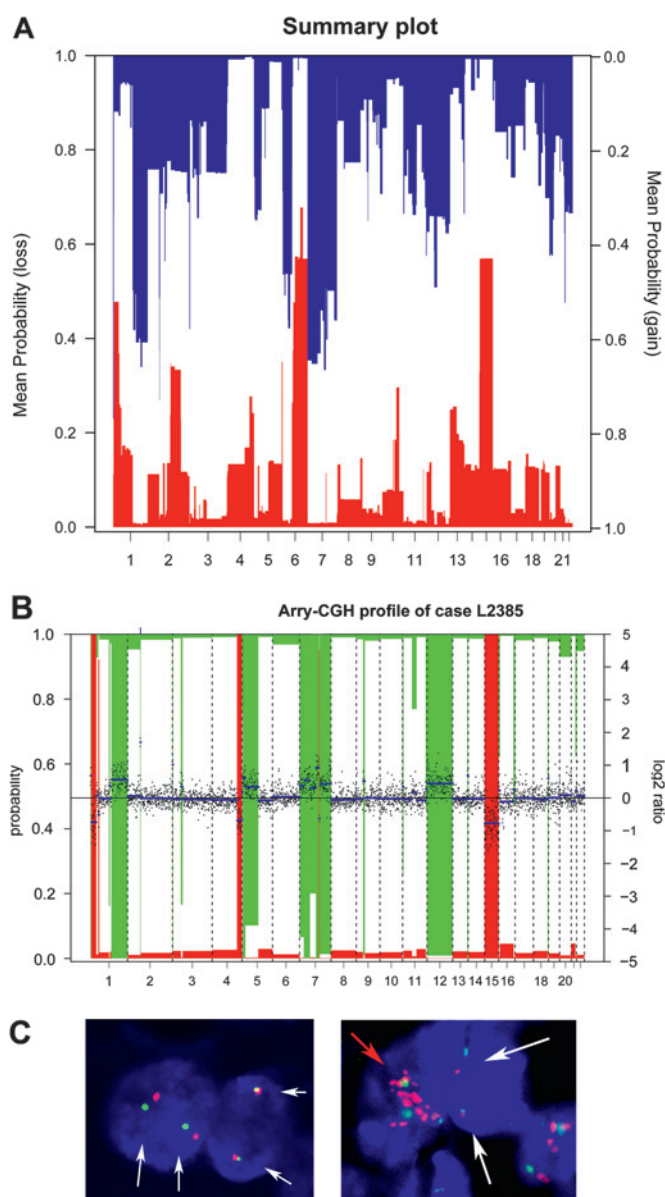 A
Summary plot
1.0
0.8
0.6
0.4
0.2
0.0
Mean Probability (loss)
0.0
0.2
0.4
0.6
0.8
1.0
Mean Probability (gain)
1 2 3 4 5 6 7 8 9 11 13 16 18 21
B
Arry-CGH profile of case L2385
1.0
0.8
0.6
0.4
0.2
0.0
probability
5
4
3
2
1
0
−1
−2
−3
−4
−5
log2 ratio
1 2 3 4 5 6 7 8 9 10 11 12 13 14 15 16 18 20
C